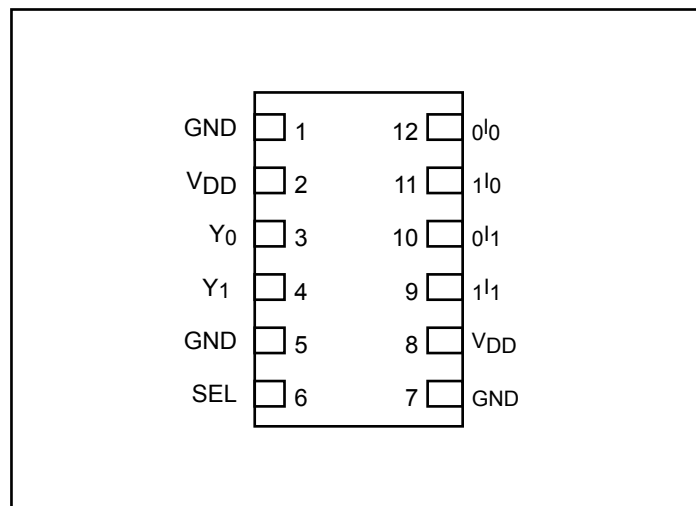 GND 1 12 0I0
VDD 2 11 1I0
Y0 3 10 0I1
Y1 4 9 1I1
GND 5 8 VDD
SEL 6 7 GND